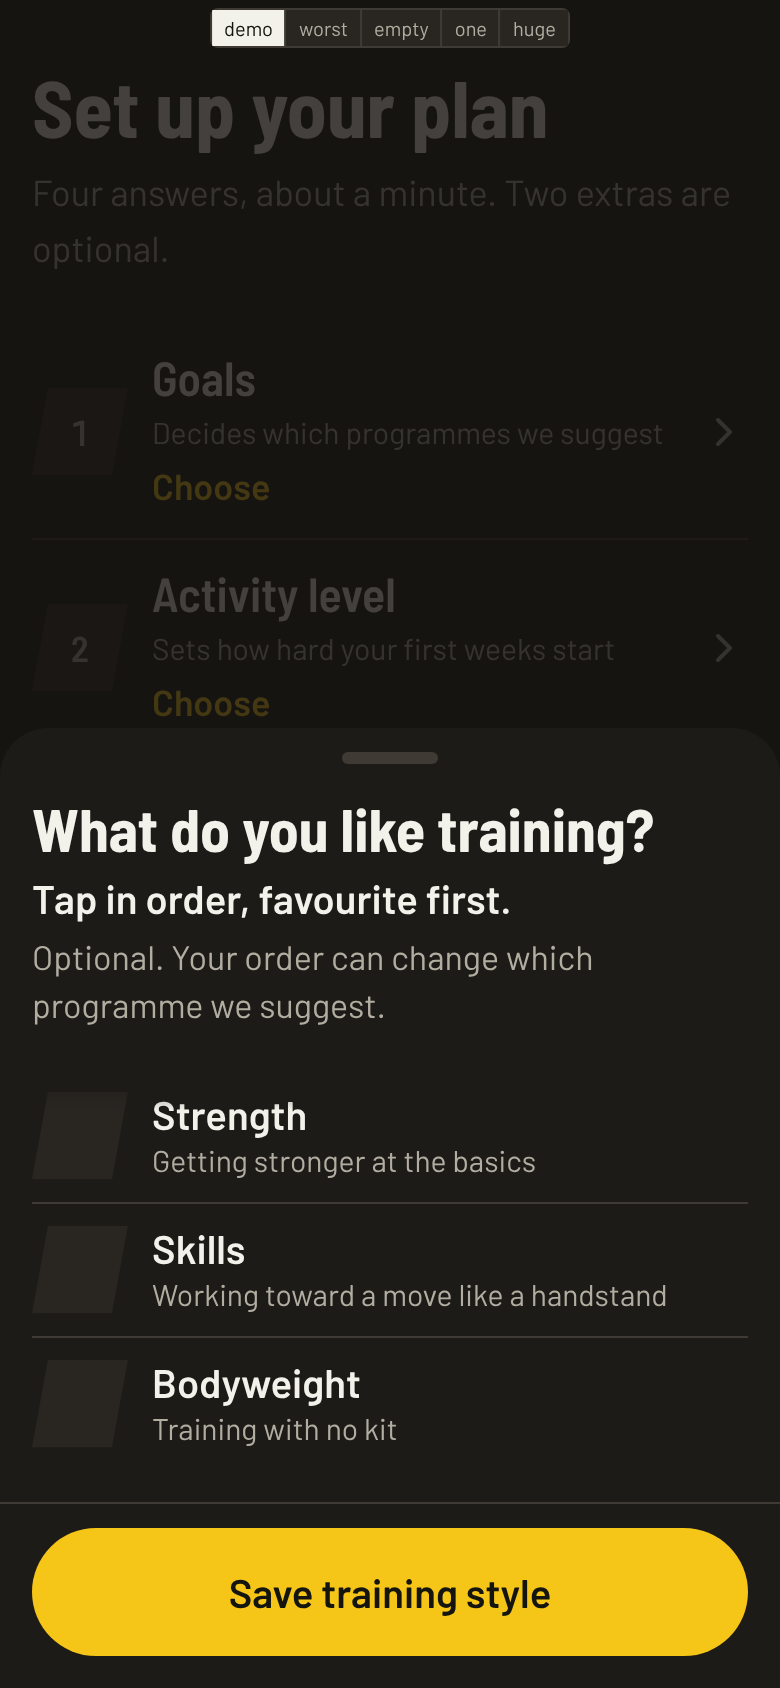 demo worst empty one huge
Set up your plan
Four answers, about a minute. Two extras are
optional.
Goals
1
Decides which programmes we suggest
Choose
Activity level
2
Sets how hard your first weeks start
Choose
What do you like training?
Tap in order, favourite first.
Optional. Your order can change which
programme we suggest.
Strength
Getting stronger at the basics
Skills
Working toward a move like a handstand
Bodyweight
Training with no kit
Save training style